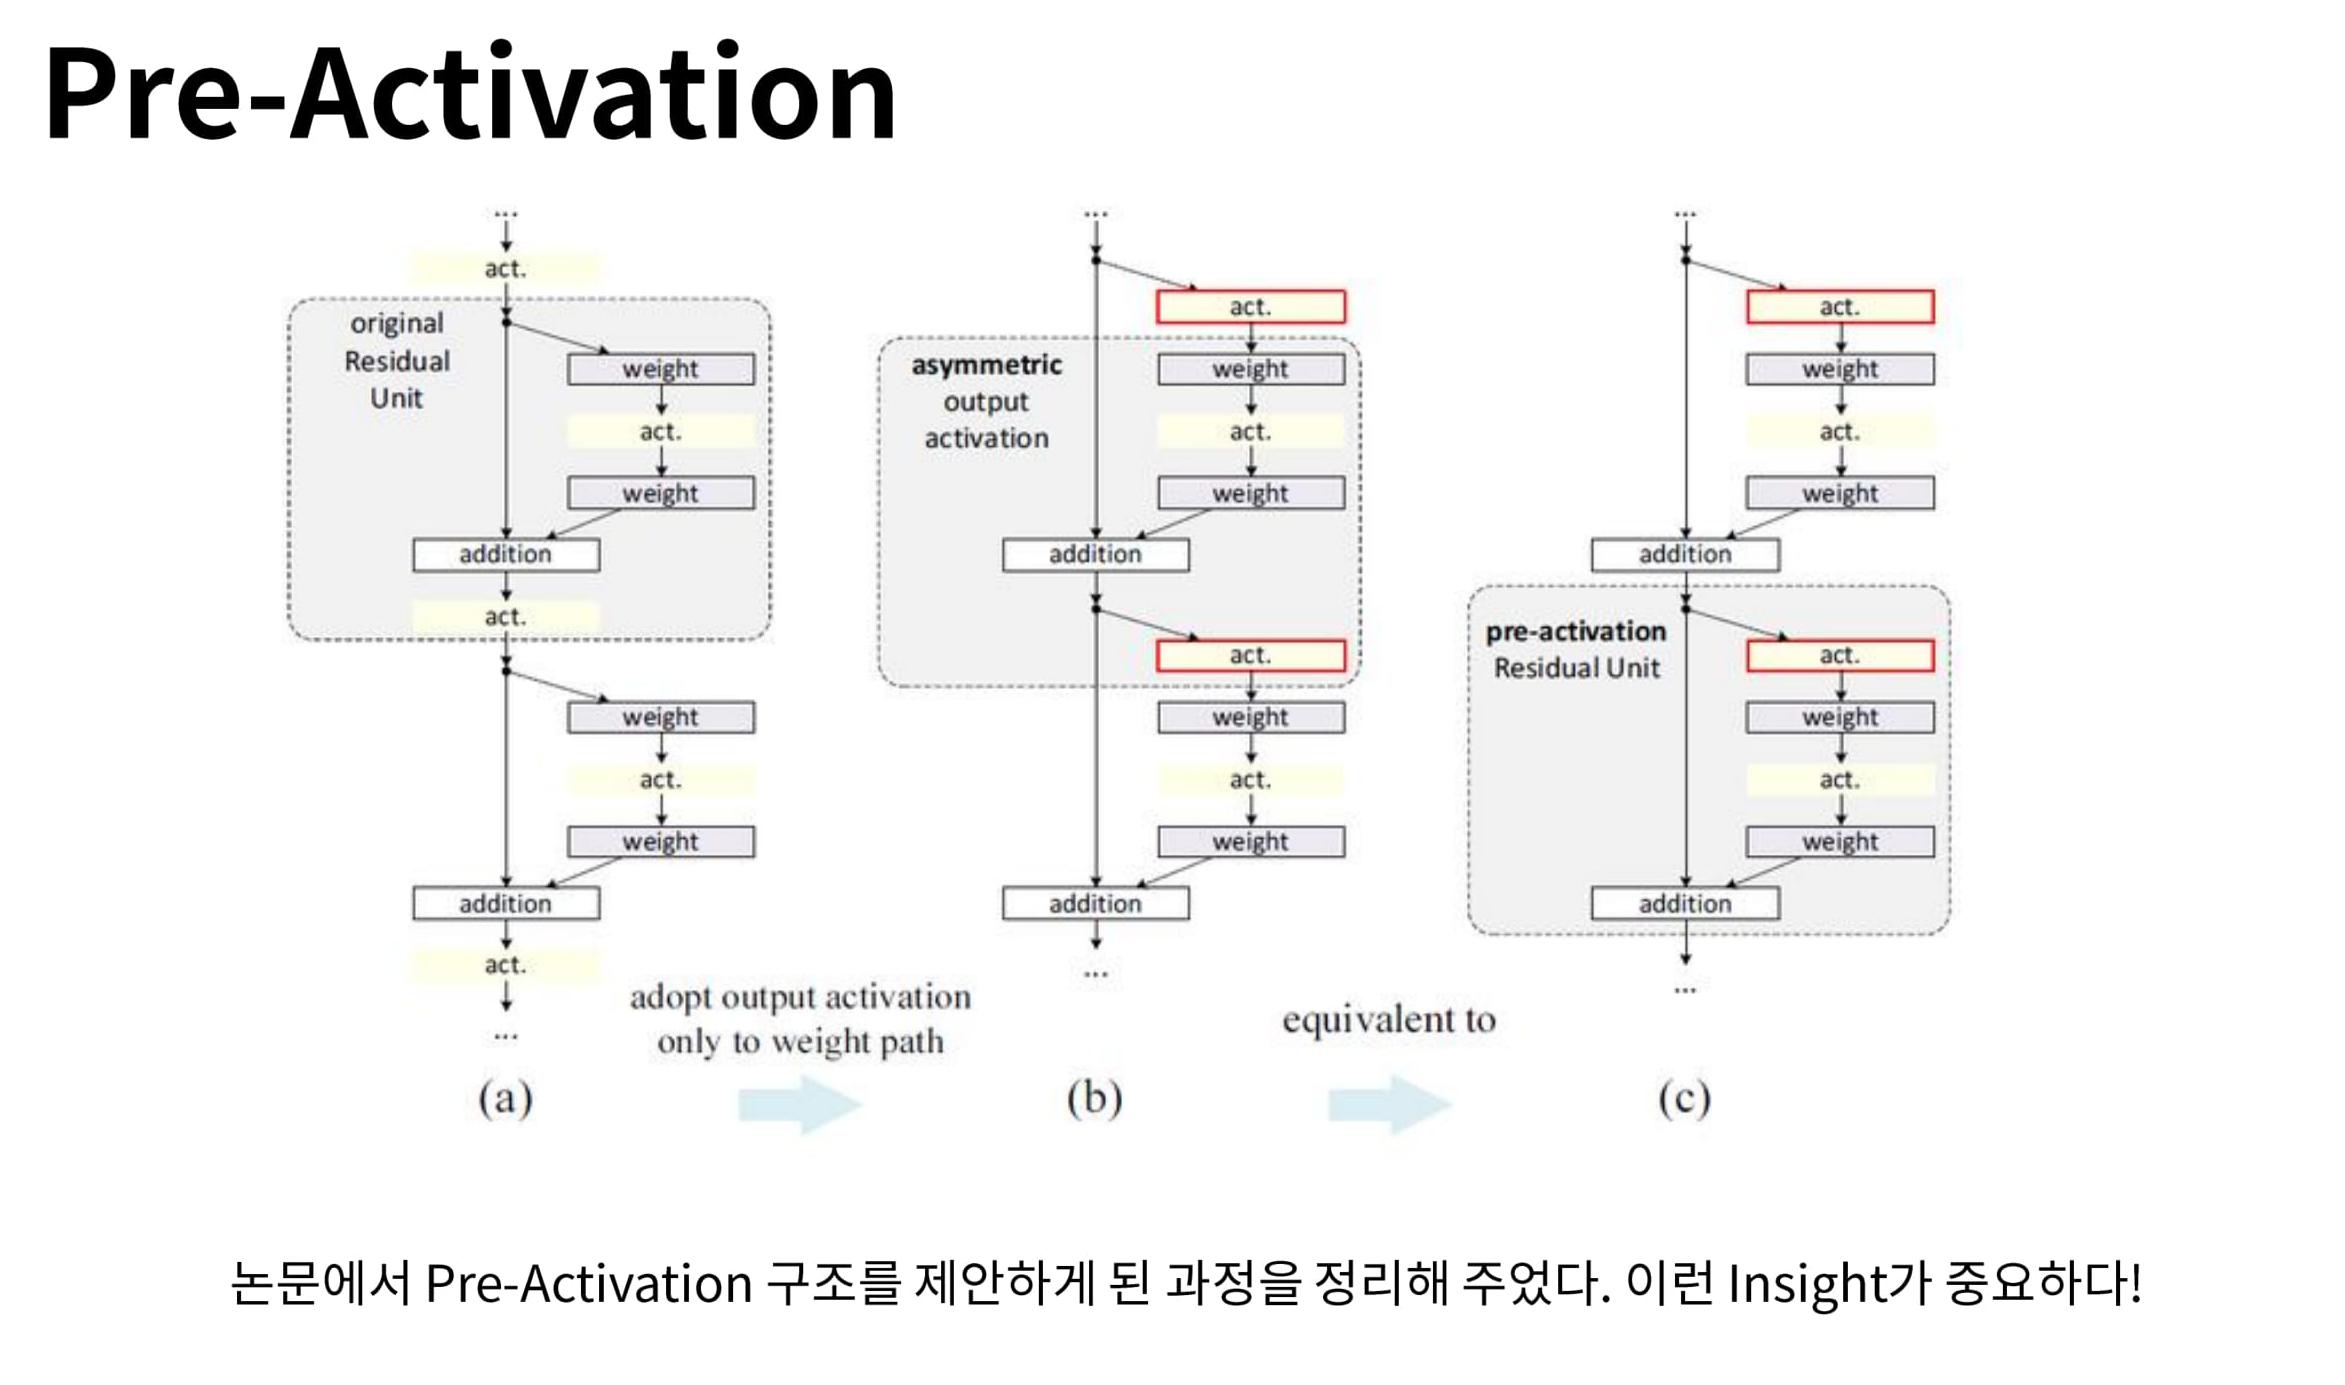 Pre-Activation
...
act.
original
Residual
Unit
weight
act.
weight
addition
act.
weight
act.
weight
addition
act.
...
(a)
adopt output activation
only to weight path
...
act.
asymmetric
output
activation
weight
act.
weight
addition
act.
weight
act.
weight
addition
...
(b)
equivalent to
...
act.
weight
act.
weight
addition
pre-activation
Residual Unit
act.
weight
act.
weight
addition
...
(c)
논문에서 Pre-Activation 구조를 제안하게 된 과정을 정리해 주었다. 이런 Insight가 중요하다!